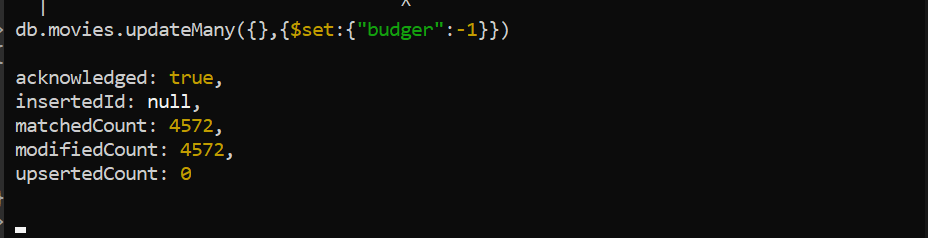 db.movies.updateMany({},{$set:{"budger":-1}})
acknowledged: true,
insertedId: null,
matchedCount: 4572,
modifiedCount: 4572,
upsertedCount: 0